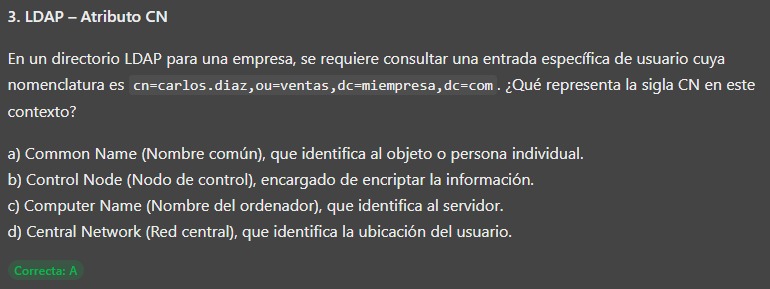 3. LDAP – Atributo CN
En un directorio LDAP para una empresa, se requiere consultar una entrada específica de usuario cuya
nomenclatura es cn=carlos.diaz,ou=ventas,dc=miempresa,dc=com. ¿Qué representa la sigla CN en este
contexto?
a) Common Name (Nombre común), que identifica al objeto o persona individual.
b) Control Node (Nodo de control), encargado de encriptar la información.
c) Computer Name (Nombre del ordenador), que identifica al servidor.
d) Central Network (Red central), que identifica la ubicación del usuario.
Correcta: A